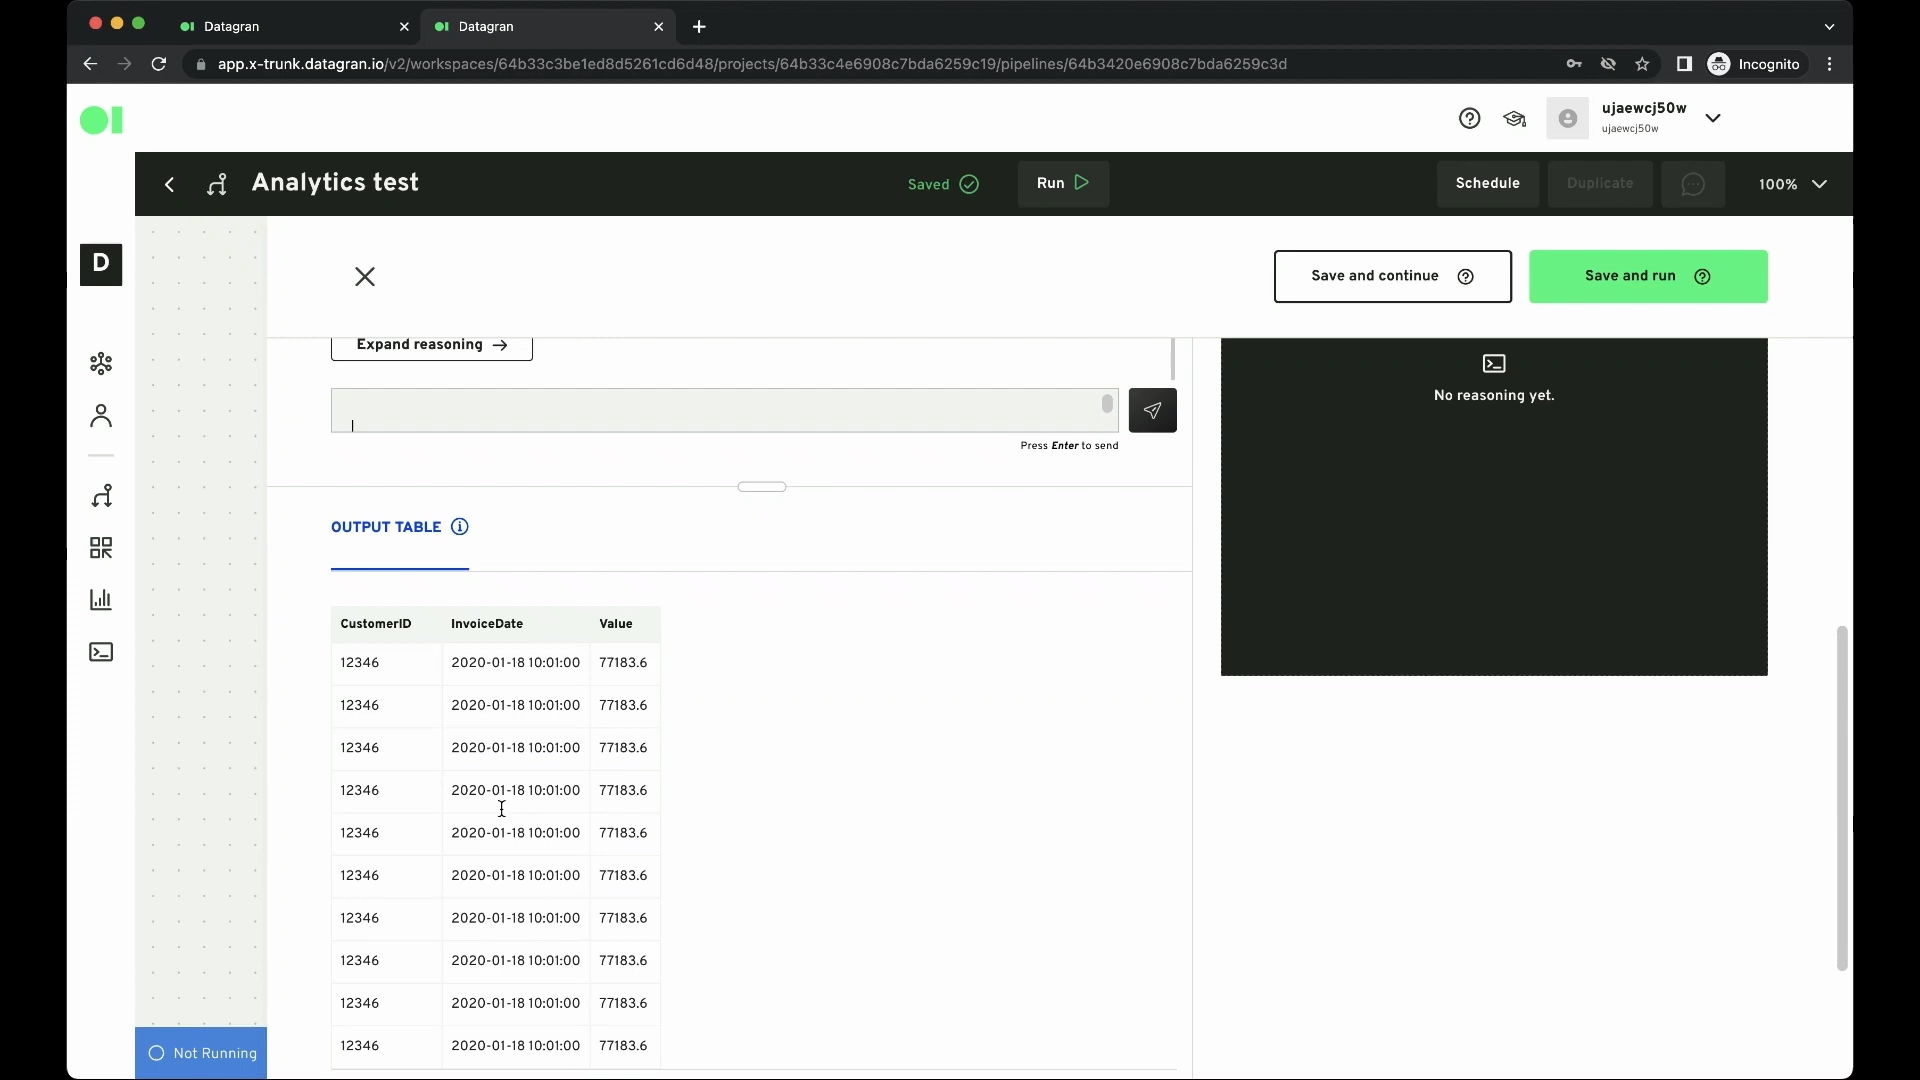 Datagran
Datagran
app.x-trunk.datagran.io/v2/workspaces/64b33c3be1ed8d5261cd6d48/projects/64b33c4e6908c7bda6259c19/pipelines/64b3420e6908c7bda6259c3d
Incognito
ujaewcj50w
ujaewcj50w
Analytics test
Saved
Run
Schedule
Duplicate
100%
D
Save and continue
Save and run
Expand reasoning →
No reasoning yet.
Press Enter to send
OUTPUT TABLE
CustomerID InvoiceDate Value
12346 2020-01-18 10:01:00 77183.6
12346 2020-01-18 10:01:00 77183.6
12346 2020-01-18 10:01:00 77183.6
12346 2020-01-18 10:01:00 77183.6
12346 2020-01-18 10:01:00 77183.6
12346 2020-01-18 10:01:00 77183.6
12346 2020-01-18 10:01:00 77183.6
12346 2020-01-18 10:01:00 77183.6
12346 2020-01-18 10:01:00 77183.6
12346 2020-01-18 10:01:00 77183.6
Not Running